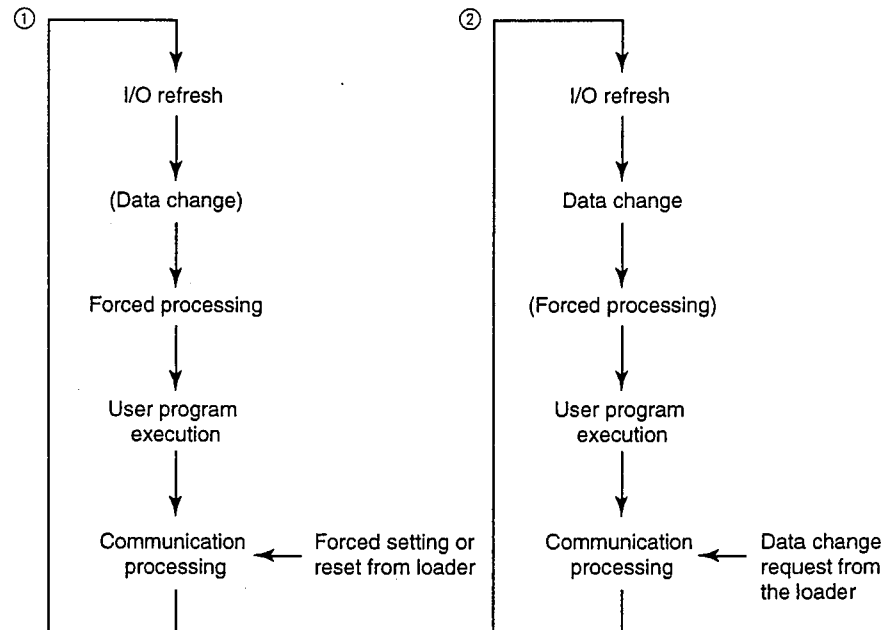 ①
I/O refresh
(Data change)
Forced processing
User program
execution
Communication
processing
Forced setting or
reset from loader
②
I/O refresh
Data change
(Forced processing)
User program
execution
Communication
processing
Data change
request from
the loader